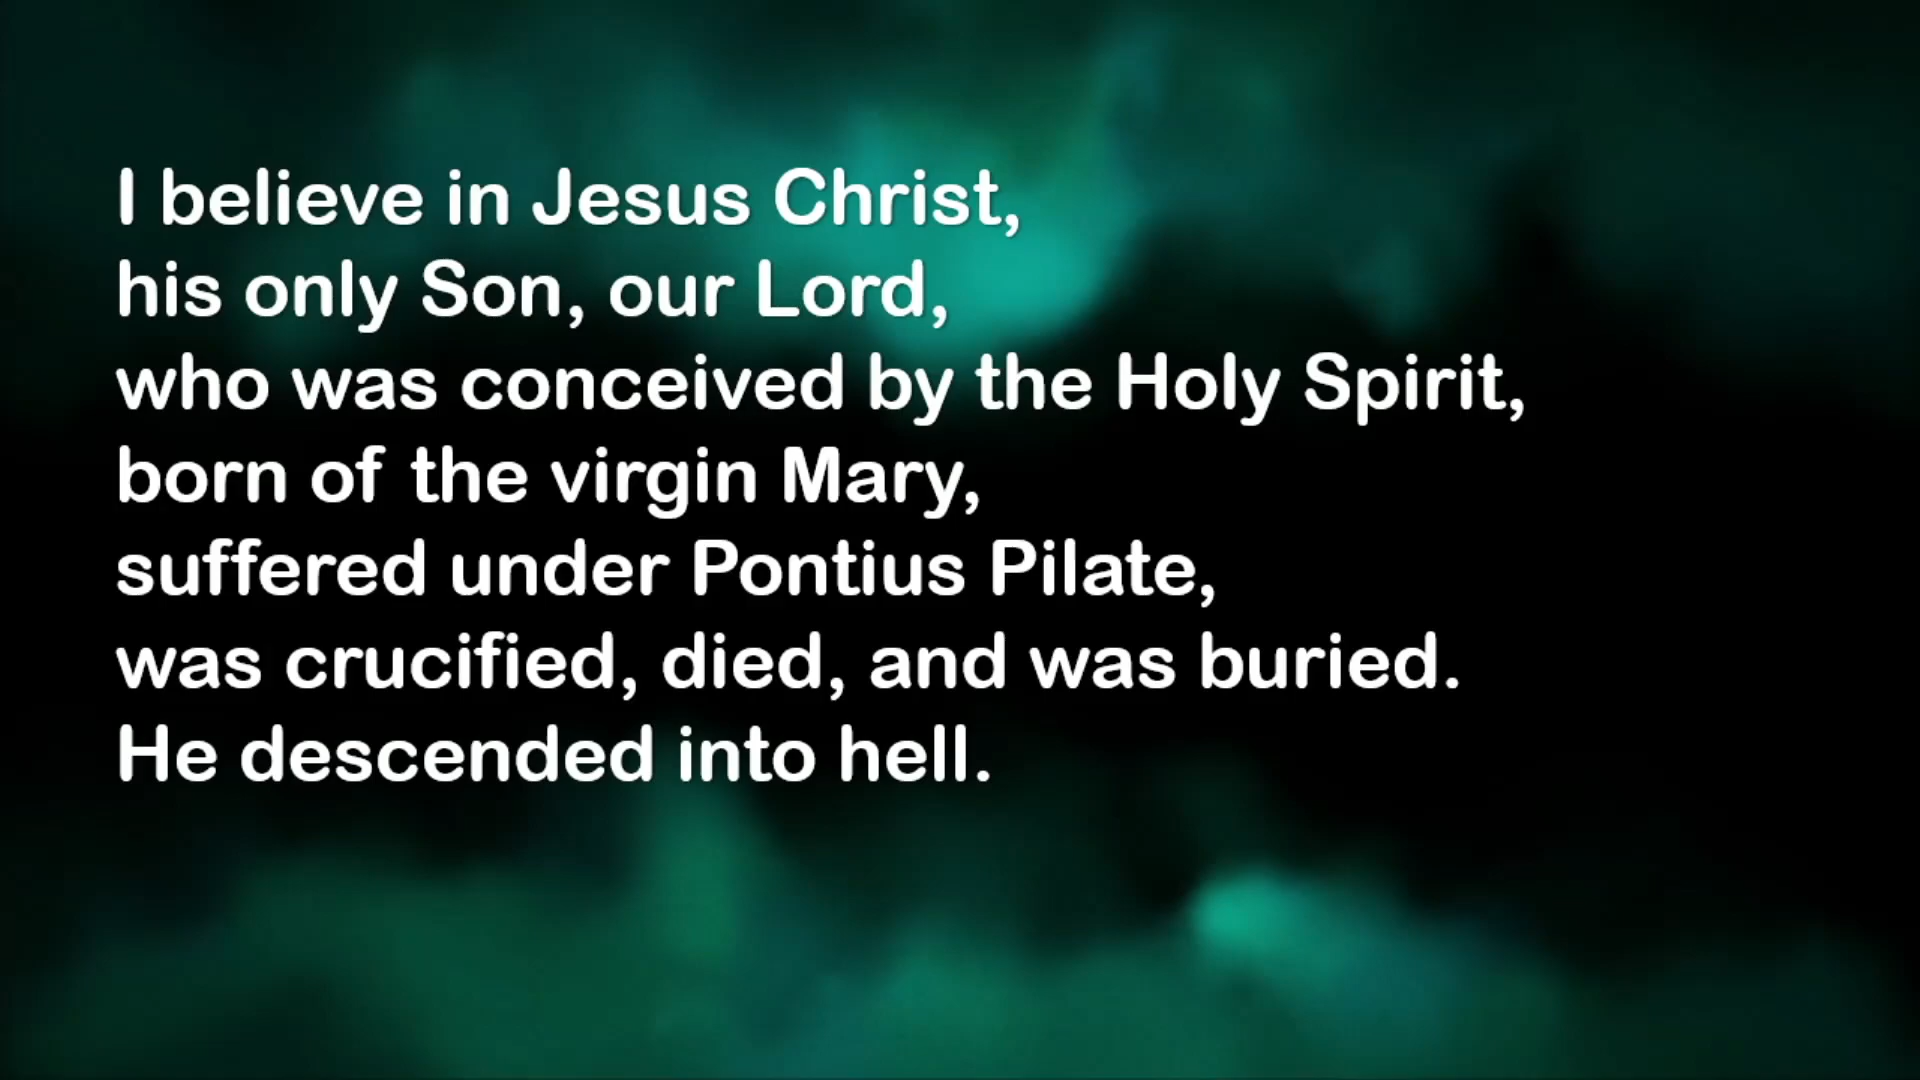 I believe in Jesus Christ,
his only Son, our Lord,
who was conceived by the Holy Spirit,
born of the virgin Mary,
suffered under Pontius Pilate,
was crucified, died, and was buried.
He descended into hell.